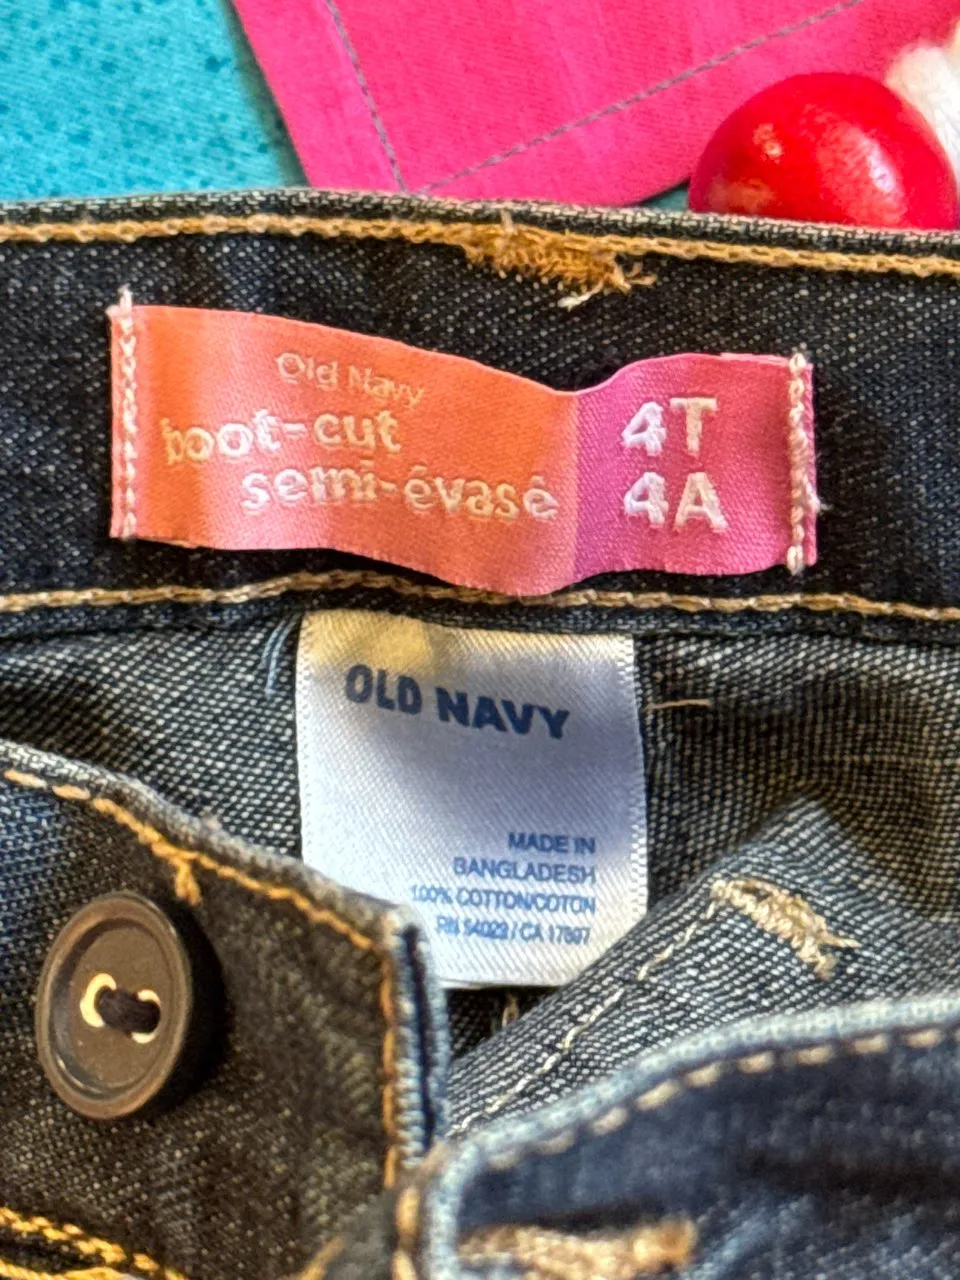 Old Navy
boot-cut
semi-évasé
4T
4A
OLD NAVY
MADE IN
BANGLADESH
100% COTTON/COTON
RN 54023 / CA 17897